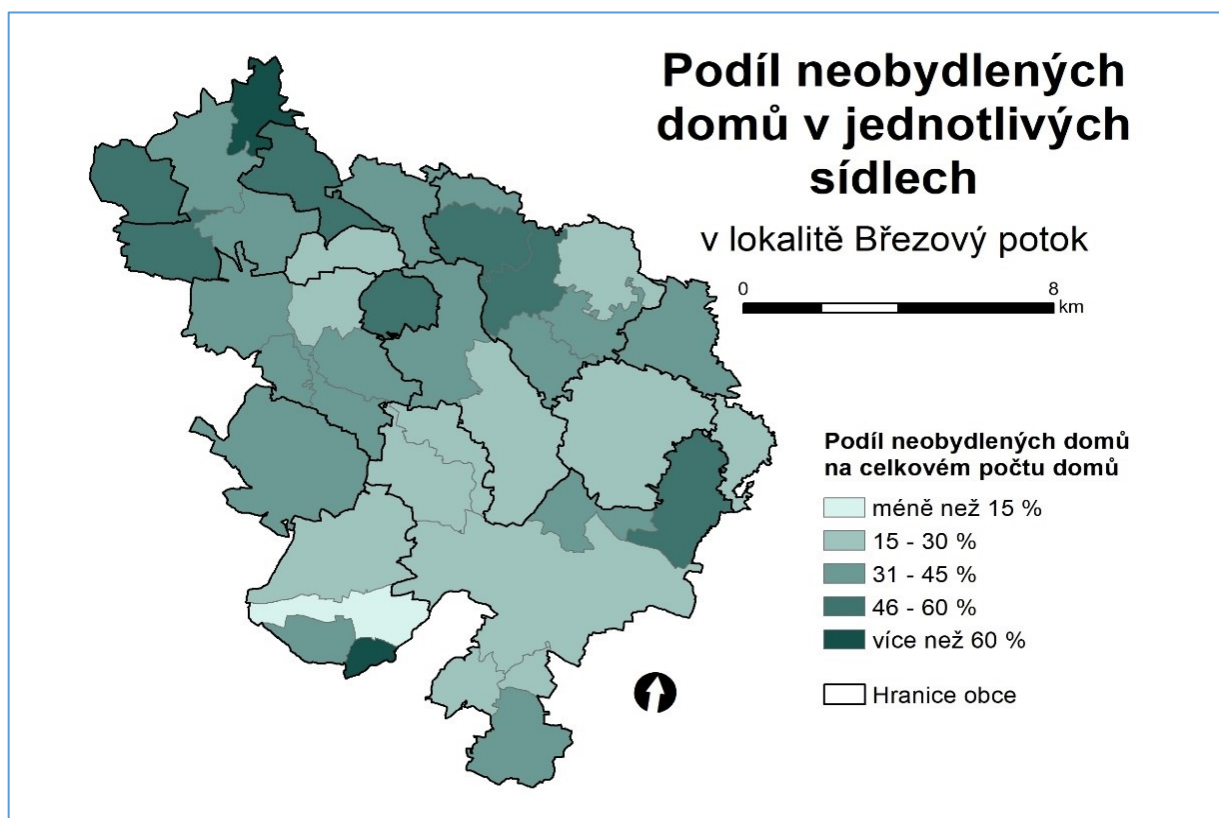 Podíl neobydlených
domů v jednotlivých
sídlech
v lokalitě Březový potok
0 8
km
Podíl neobydlených domů
na celkovém počtu domů
méně než 15 %
15 - 30 %
31 - 45 %
46 - 60 %
více než 60 %
Hranice obce